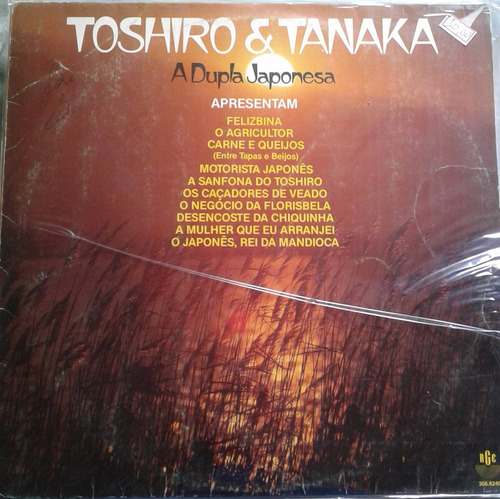 TOSHIRO & TANAKA
A Dupla Japonesa
APRESENTAM
FELIZBINA
O AGRICULTOR
CARNE E QUEIJOS
(Entre Tapas e Beijos)
MOTORISTA JAPONÊS
A SANFONA DO TOSHIRO
OS CAÇADORES DE VEADO
O NEGÓCIO DA FLORISBELA
DESENCOSTE DA CHIQUINHA
A MULHER QUE EU ARRANJEI
O JAPONÊS, REI DA MANDIOCA
RGE